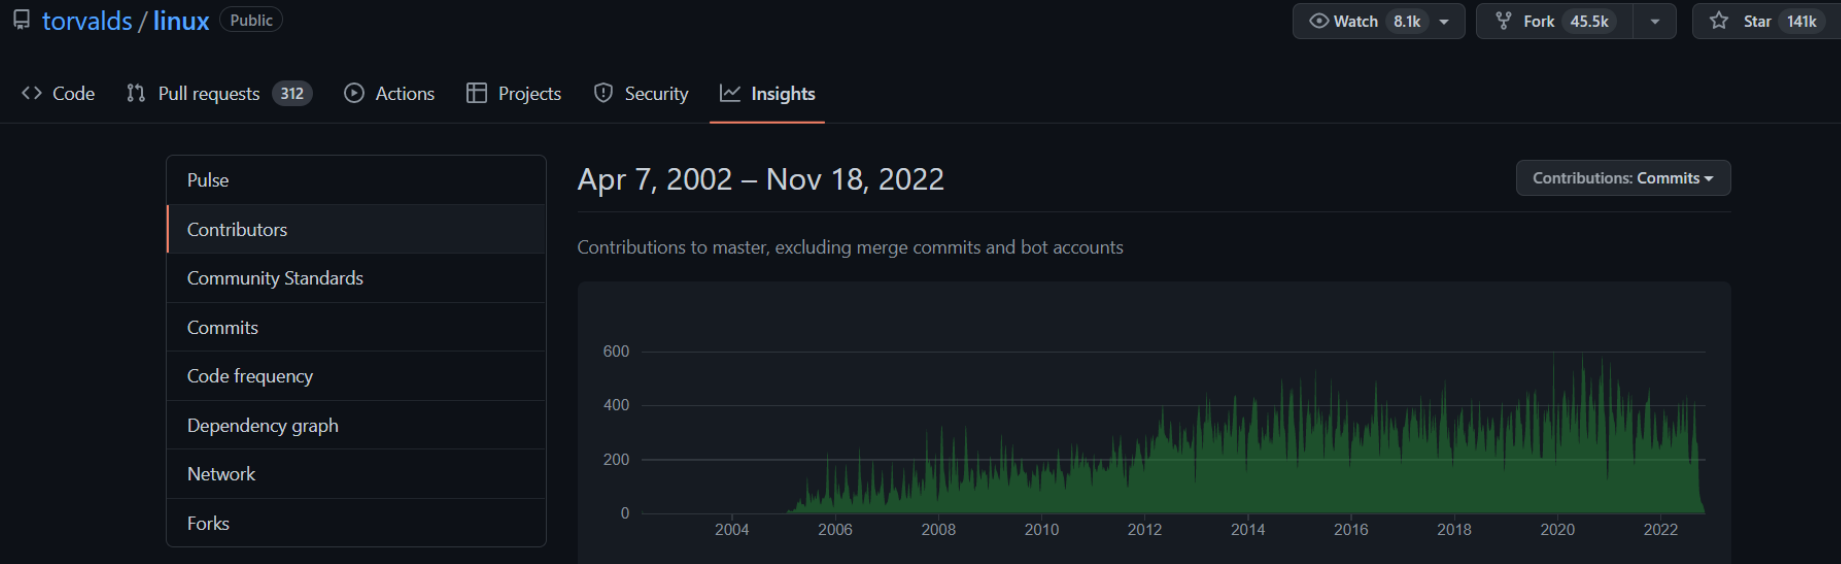 torvalds / linux Public Watch 8.1k Fork 45.5k Star 141k
Code Pull requests 312 Actions Projects Security Insights
Pulse
Contributors
Community Standards
Commits
Code frequency
Dependency graph
Network
Forks
Apr 7, 2002 – Nov 18, 2022 Contributions: Commits
Contributions to master, excluding merge commits and bot accounts
600
400
200
0
2004 2006 2008 2010 2012 2014 2016 2018 2020 2022